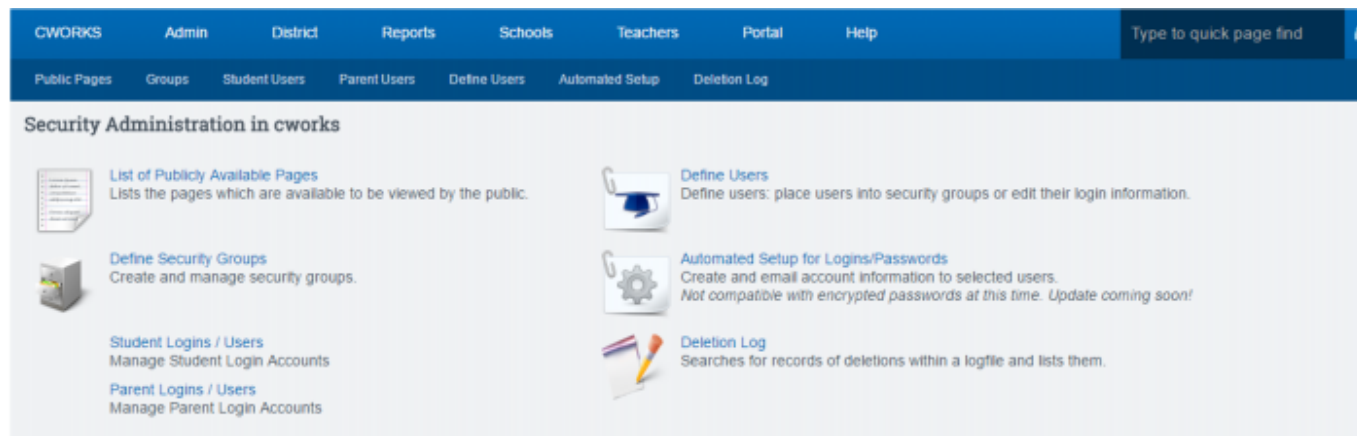 CWORKS Admin District Reports Schools Teachers Portal Help Type to quick page find
Public Pages Groups Student Users Parent Users Define Users Automated Setup Deletion Log
Security Administration in cworks
List of Publicly Available Pages
Lists the pages which are available to be viewed by the public.
Define Security Groups
Create and manage security groups.
Student Logins / Users
Manage Student Login Accounts
Parent Logins / Users
Manage Parent Login Accounts
Define Users
Define users: place users into security groups or edit their login information.
Automated Setup for Logins/Passwords
Create and email account information to selected users.
Not compatible with encrypted passwords at this time. Update coming soon!
Deletion Log
Searches for records of deletions within a logfile and lists them.